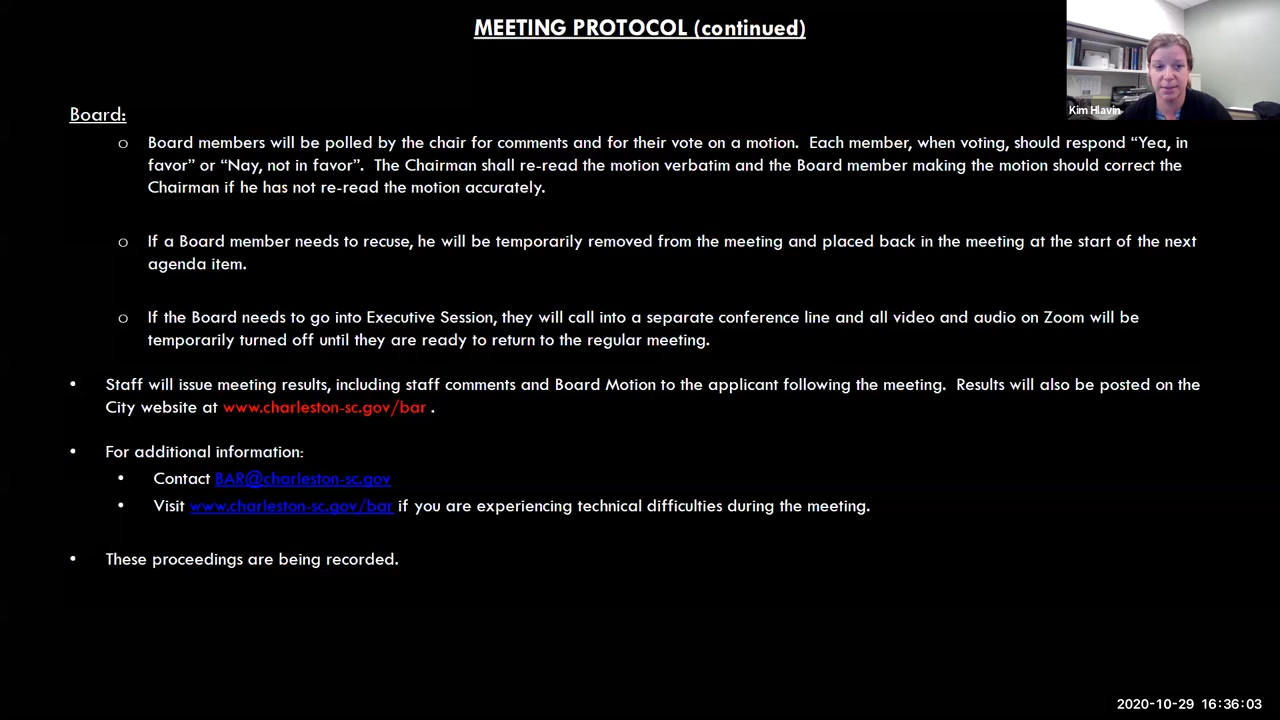 MEETING PROTOCOL (continued)
Kim Hlavin
Board:
o Board members will be polled by the chair for comments and for their vote on a motion.  Each member, when voting, should respond “Yea, in
favor” or “Nay, not in favor”.  The Chairman shall re-read the motion verbatim and the Board member making the motion should correct the
Chairman if he has not re-read the motion accurately.
o If a Board member needs to recuse, he will be temporarily removed from the meeting and placed back in the meeting at the start of the next
agenda item.
o If the Board needs to go into Executive Session, they will call into a separate conference line and all video and audio on Zoom will be
temporarily turned off until they are ready to return to the regular meeting.
• Staff will issue meeting results, including staff comments and Board Motion to the applicant following the meeting.  Results will also be posted on the
City website at www.charleston-sc.gov/bar .
• For additional information:
• Contact BAR@charleston-sc.gov
• Visit www.charleston-sc.gov/bar if you are experiencing technical difficulties during the meeting.
• These proceedings are being recorded.
2020-10-29 16:36:03